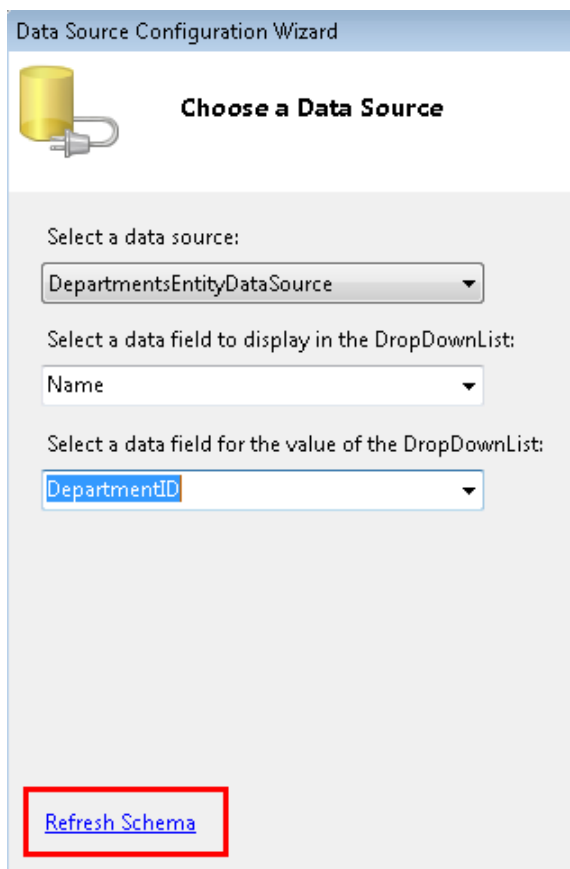 Data Source Configuration Wizard
Choose a Data Source
Select a data source:
DepartmentsEntityDataSource
Select a data field to display in the DropDownList:
Name
Select a data field for the value of the DropDownList:
DepartmentID
Refresh Schema